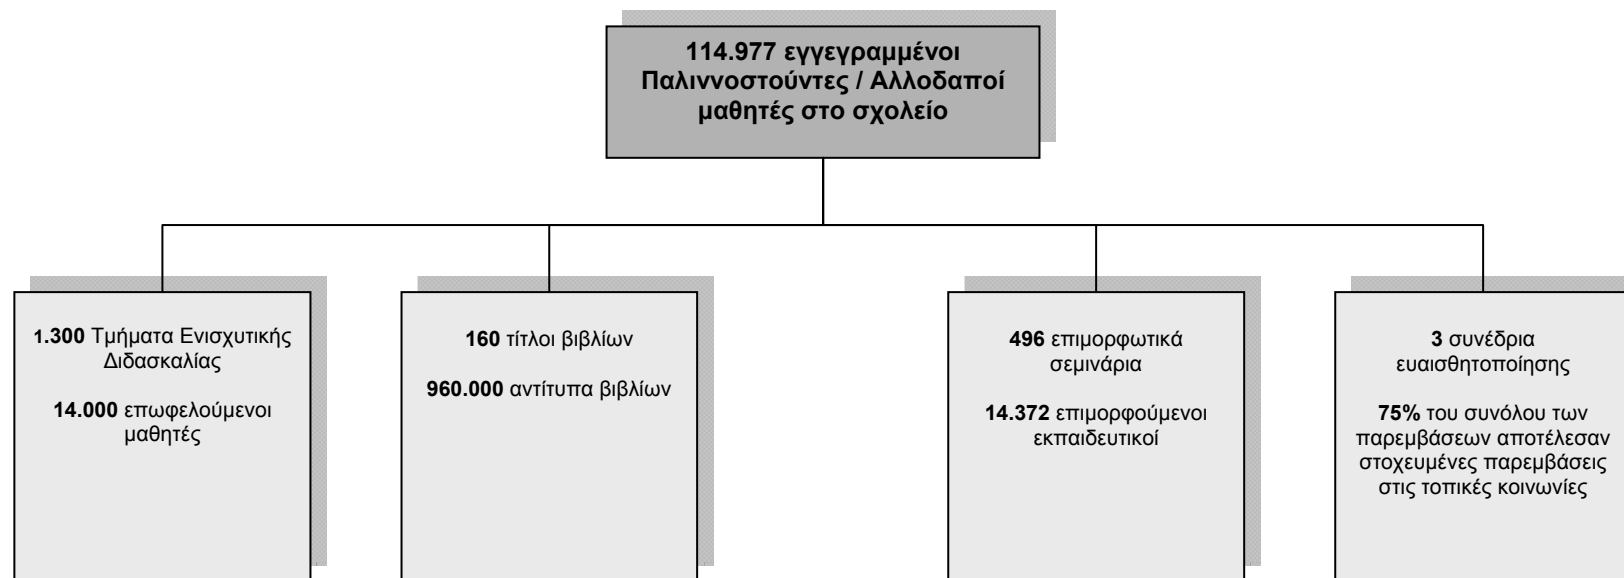 114.977 εγγεγραμμένοι
Παλιννοστούντες / Αλλοδαποί
μαθητές στο σχολείο
1.300 Τμήματα Ενισχυτικής
Διδασκαλίας
14.000 επωφελούμενοι
μαθητές
160 τίτλοι βιβλίων
960.000 αντίτυπα βιβλίων
496 επιμορφωτικά
σεμινάρια
14.372 επιμορφούμενοι
εκπαιδευτικοί
3 συνέδρια
ευαισθητοποίησης
75% του συνόλου των
παρεμβάσεων αποτέλεσαν
στοχευμένες παρεμβάσεις
στις τοπικές κοινωνίες